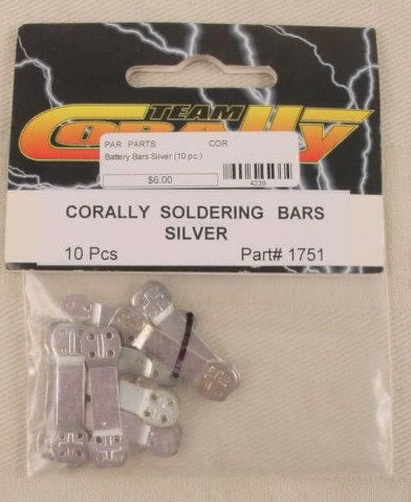 TEAM
CORALLY
PAR PARTS COR
Battery Bars Silver (10 pc.)
$6.00
4239
CORALLY SOLDERING BARS
SILVER
10 Pcs Part# 1751